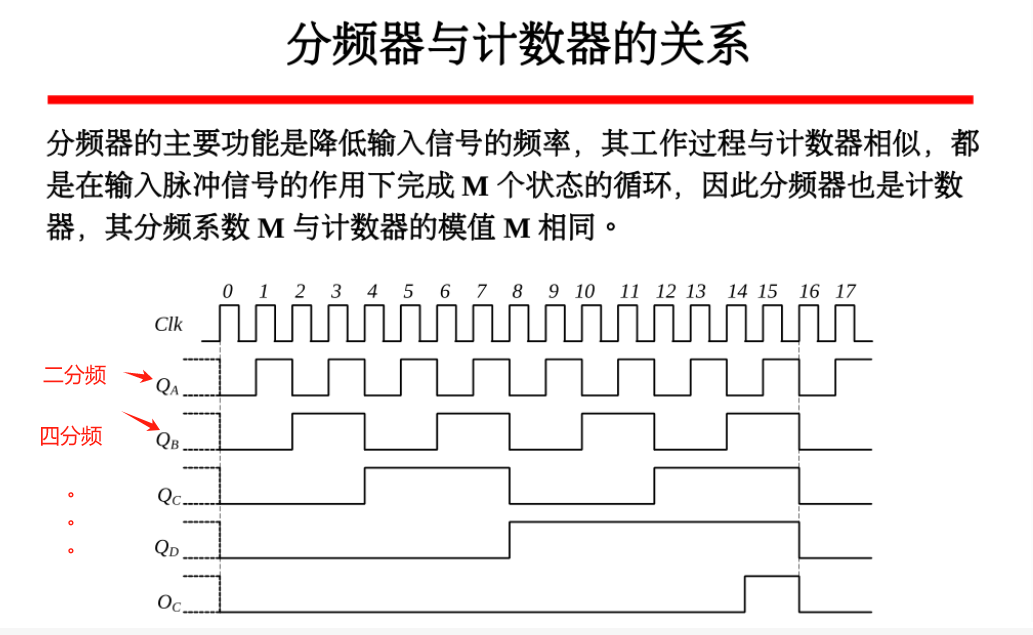 分频器与计数器的关系
分频器的主要功能是降低输入信号的频率，其工作过程与计数器相似，都
是在输入脉冲信号的作用下完成 M 个状态的循环，因此分频器也是计数
器，其分频系数 M 与计数器的模值 M 相同。
0 1 2 3 4 5 6 7 8 9 10 11 12 13 14 15 16 17
Clk
二分频
QA
四分频
QB
QC
QD
OC